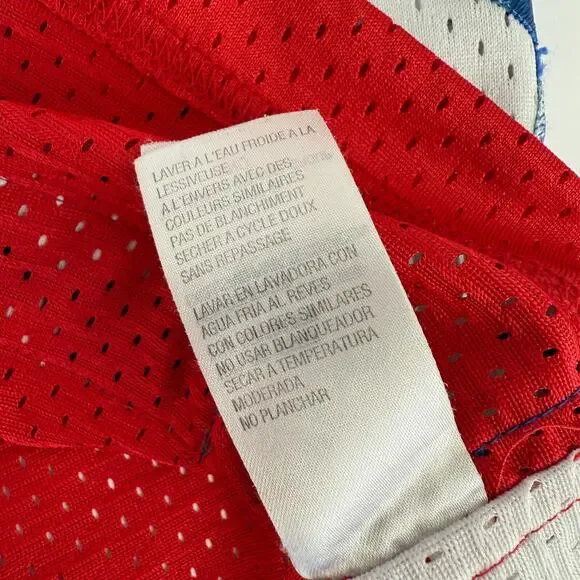 LAVER A L'EAU FROIDE A LA
LESSIVEUSE
A L'ENVERS AVEC DES
COULEURS SIMILAIRES
PAS DE BLANCHIMENT
SECHER A CYCLE DOUX
SANS REPASSAGE
LAVAR EN LAVADORA CON
AGUA FRIA AL REVES
CON COLORES SIMILARES
NO USAR BLANQUEADOR
SECAR A TEMPERATURA
MODERADA
NO PLANCHAR